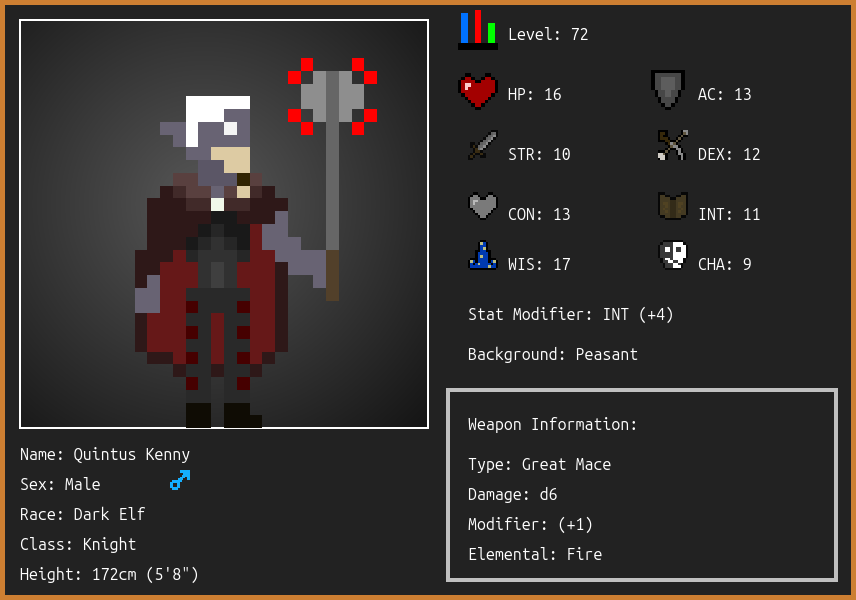 Level: 72
HP: 16
AC: 13
STR: 10
DEX: 12
CON: 13
INT: 11
WIS: 17
CHA: 9
Stat Modifier: INT (+4)
Background: Peasant
Weapon Information:
Type: Great Mace
Damage: d6
Modifier: (+1)
Elemental: Fire
Name: Quintus Kenny
Sex: Male
Race: Dark Elf
Class: Knight
Height: 172cm (5'8")